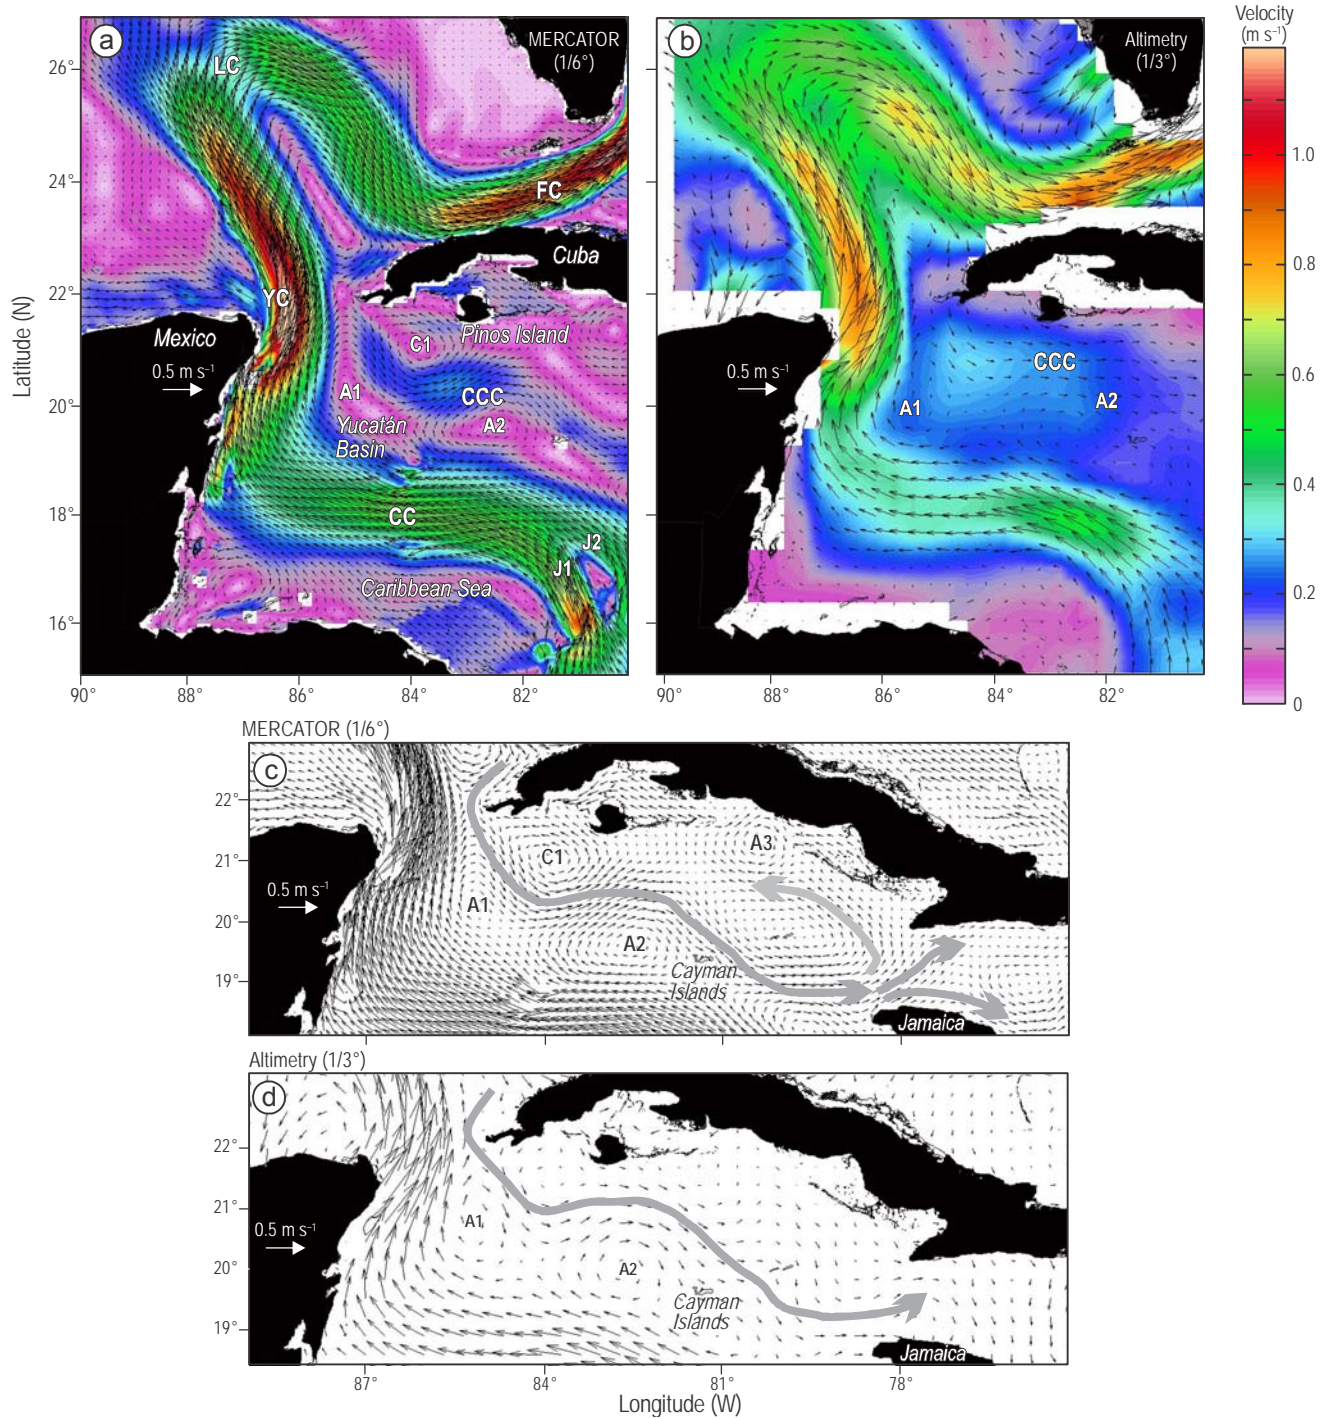 a
MERCATOR
(1/6°)
LC
FC
Cuba
YC
Mexico
0.5 m s⁻¹
C1
Pinos Island
A1
CCC
Yucatán
Basin
A2
CC
J2
J1
Caribbean Sea
26°
24°
22°
20°
18°
16°
90°
88°
86°
84°
82°
Latitude (N)
b
Altimetry
(1/3°)
0.5 m s⁻¹
CCC
A1
A2
90°
88°
86°
84°
82°
Velocity
(m s⁻¹)
1.0
0.8
0.6
0.4
0.2
0
MERCATOR (1/6°)
c
22°
21°
20°
19°
0.5 m s⁻¹
C1
A3
A1
A2
Cayman
Islands
Jamaica
Altimetry (1/3°)
d
22°
21°
20°
19°
0.5 m s⁻¹
A1
A2
Cayman
Islands
Jamaica
87°
84°
81°
78°
Longitude (W)